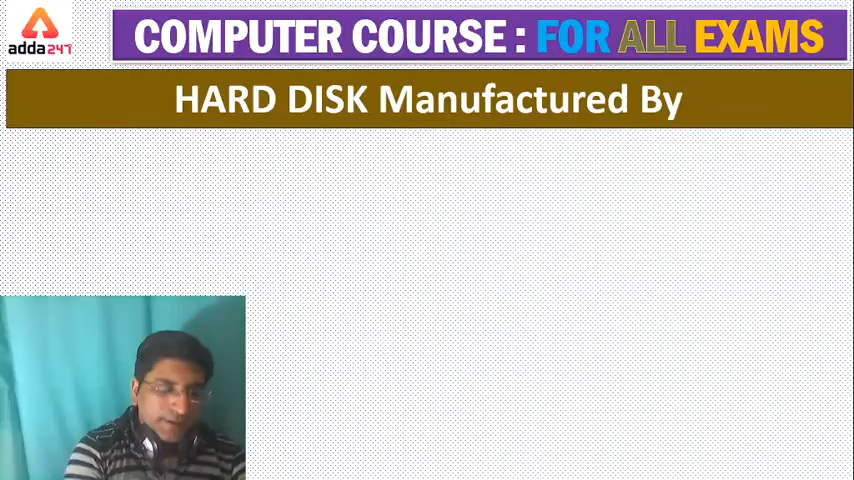 COMPUTER COURSE : FOR ALL EXAMS
adda247
HARD DISK Manufactured By